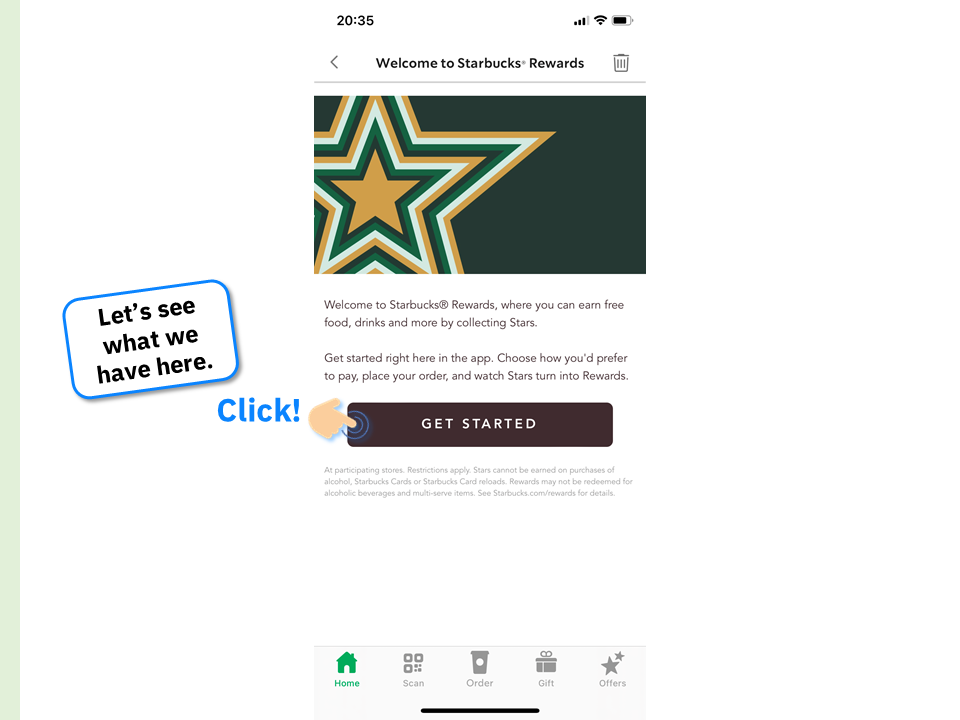 20:35
Welcome to Starbucks® Rewards
Let's see
what we
have here.
Welcome to Starbucks® Rewards, where you can earn free
food, drinks and more by collecting Stars.
Get started right here in the app. Choose how you'd prefer
to pay, place your order, and watch Stars turn into Rewards.
Click!
GET STARTED
At participating stores. Restrictions apply. Stars cannot be earned on purchases of
alcohol, Starbucks Cards or Starbucks Card reloads. Rewards may not be redeemed for
alcoholic beverages and multi-serve items. See Starbucks.com/rewards for details.
Home
Scan
Order
Gift
Offers